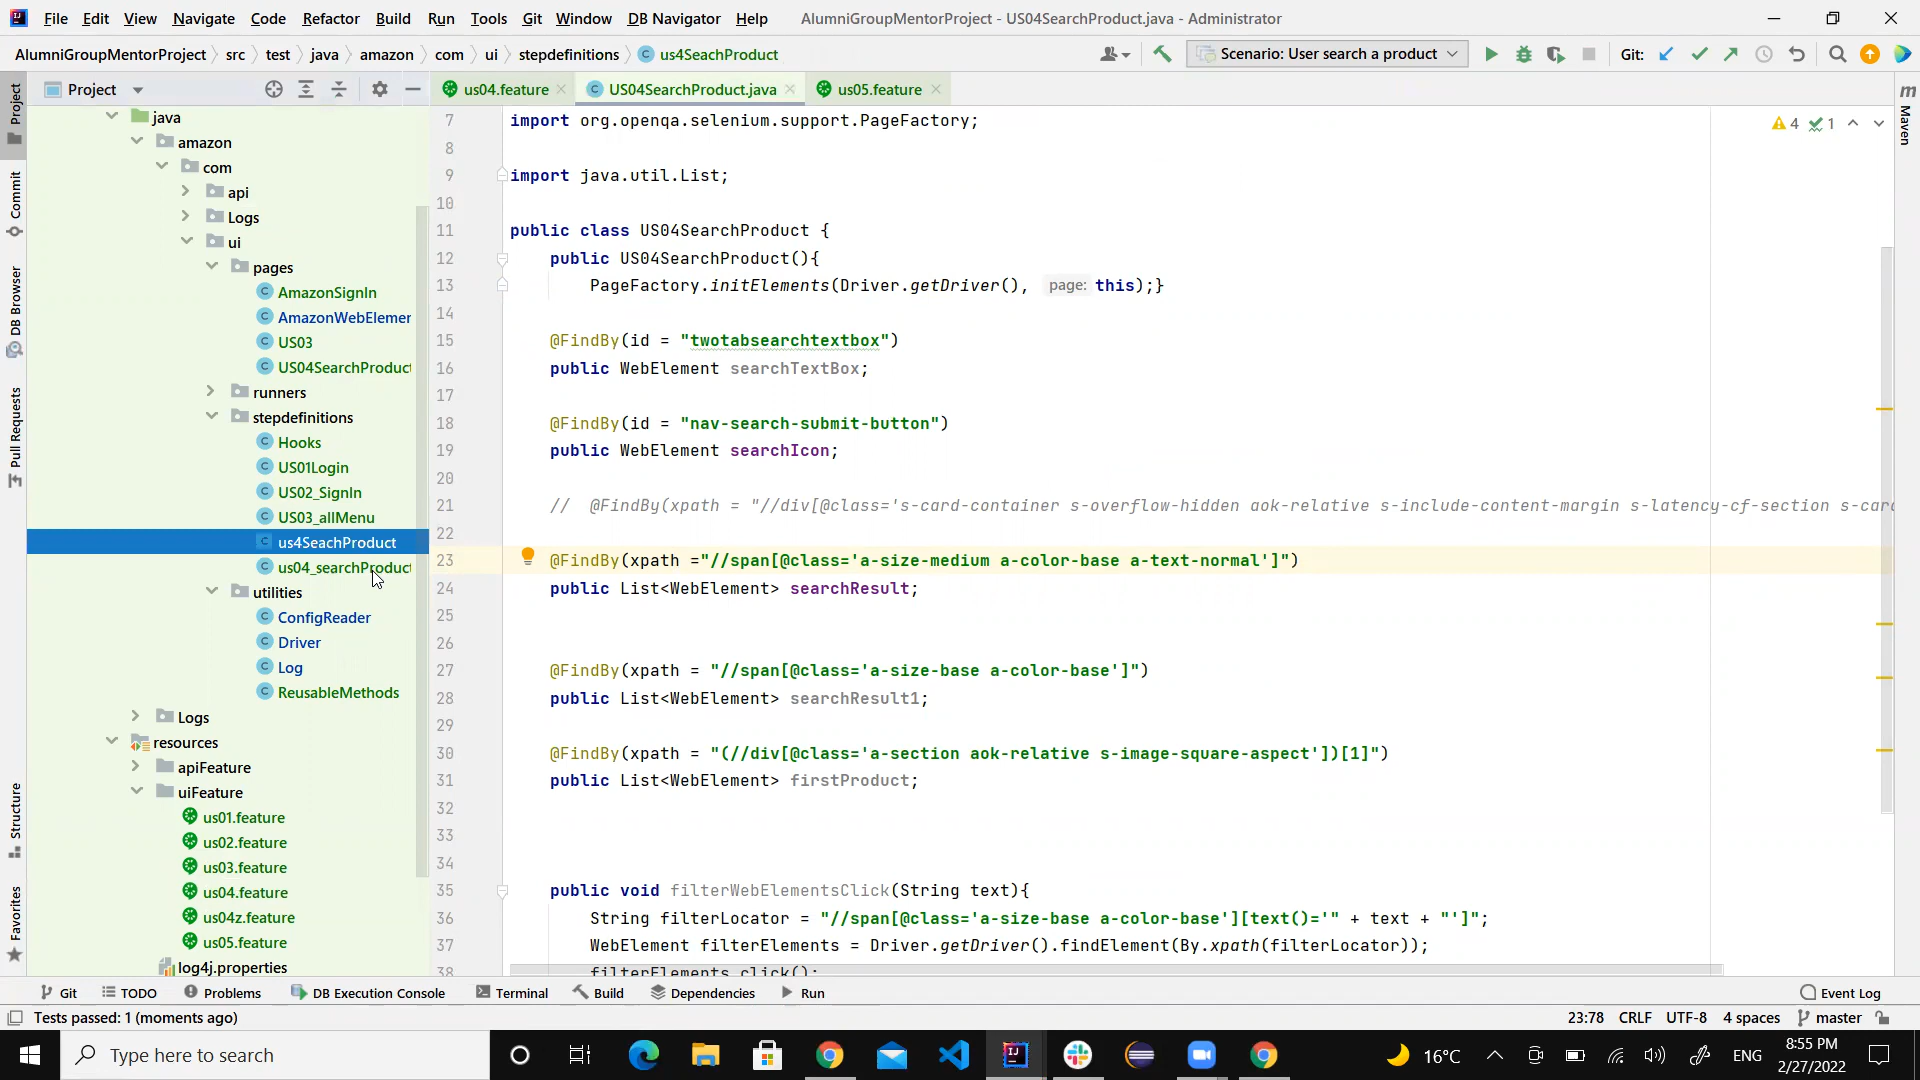 File Edit View Navigate Code Refactor Build Run Tools Git Window DB Navigator Help AlumniGroupMentorProject - US04SearchProduct.java - Administrator
AlumniGroupMentorProject src test java amazon com ui stepdefinitions us4SeachProduct Scenario: User search a product Git:
Project us04.feature US04SearchProduct.java us05.feature
java
amazon
com
api
Logs
ui
pages
AmazonSignIn
AmazonWebElemer
US03
US04SearchProduct
runners
stepdefinitions
Hooks
US01Login
US02_SignIn
US03_allMenu
us4SeachProduct
us04_searchProduct
utilities
ConfigReader
Driver
Log
ReusableMethods
Logs
resources
apiFeature
uiFeature
us01.feature
us02.feature
us03.feature
us04.feature
us04z.feature
us05.feature
log4j.properties
Project
Commit
DB Browser
Pull Requests
Structure
Favorites
4 1
7 import org.openqa.selenium.support.PageFactory;
8
9 import java.util.List;
10
11 public class US04SearchProduct {
12 public US04SearchProduct(){
13 PageFactory.initElements(Driver.getDriver(), page: this);}
14
15 @FindBy(id = "twotabsearchtextbox")
16 public WebElement searchTextBox;
17
18 @FindBy(id = "nav-search-submit-button")
19 public WebElement searchIcon;
20
21 // @FindBy(xpath = "//div[@class='s-card-container s-overflow-hidden aok-relative s-include-content-margin s-latency-cf-section s-card
22
23 @FindBy(xpath ="//span[@class='a-size-medium a-color-base a-text-normal']")
24 public List<WebElement> searchResult;
25
26
27 @FindBy(xpath = "//span[@class='a-size-base a-color-base']")
28 public List<WebElement> searchResult1;
29
30 @FindBy(xpath = "(//div[@class='a-section aok-relative s-image-square-aspect'])[1]")
31 public List<WebElement> firstProduct;
32
33
34
35 public void filterWebElementsClick(String text){
36 String filterLocator = "//span[@class='a-size-base a-color-base'][text()='" + text + "']";
37 WebElement filterElements = Driver.getDriver().findElement(By.xpath(filterLocator));
38 filterElements.click();
m Maven
Git TODO Problems DB Execution Console Terminal Build Dependencies Run Event Log
Tests passed: 1 (moments ago) 23:78 CRLF UTF-8 4 spaces master
Type here to search 16°C ENG 8:55 PM
2/27/2022